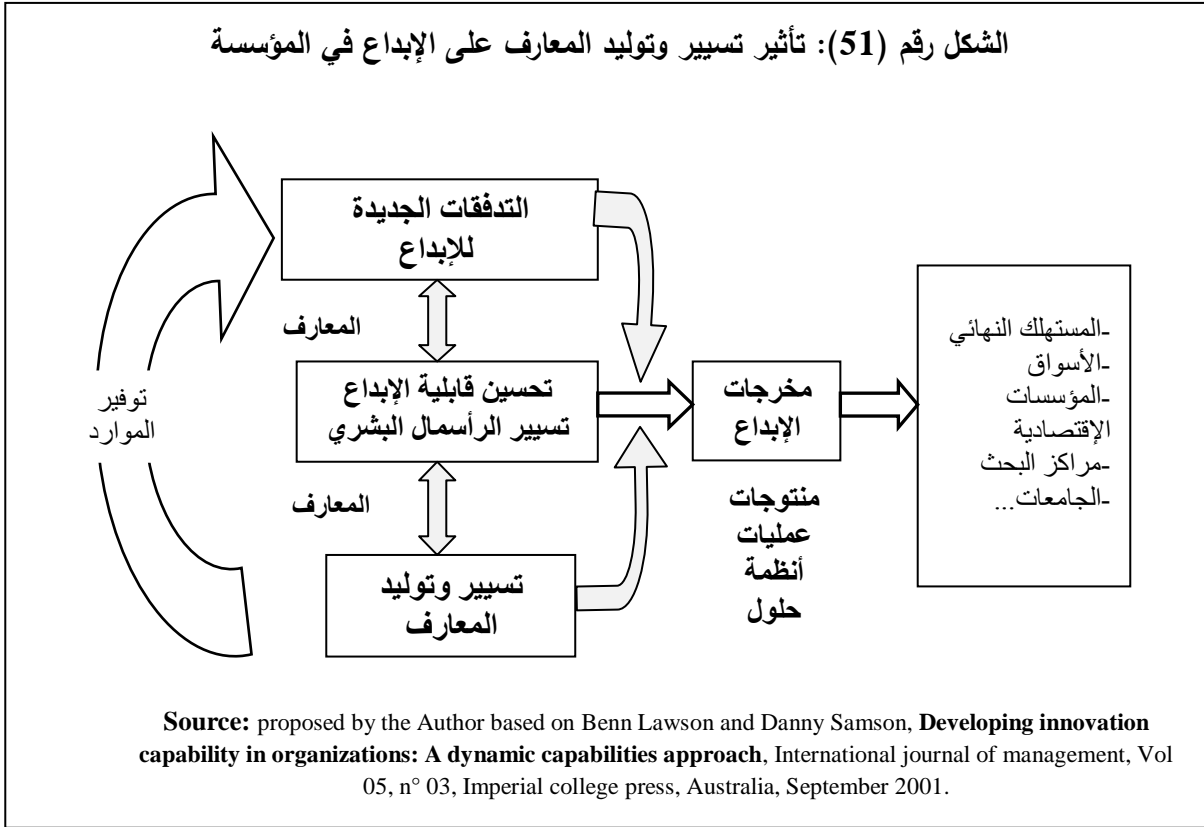 الشكل رقم (51): تأثير تسيير وتوليد المعارف على الإبداع في المؤسسة
التدفقات الجديدة
للإبداع
المعارف
تحسين قابلية الإبداع
تسيير الرأسمال البشري
المعارف
تسيير وتوليد
المعارف
توفير
الموارد
مخرجات
الإبداع
منتوجات
عمليات
أنظمة
حلول
-المستهلك النهائي
-الأسواق
-المؤسسات
الإقتصادية
-مراكز البحث
-الجامعات...
Source: proposed by the Author based on Benn Lawson and Danny Samson, Developing innovation
capability in organizations: A dynamic capabilities approach, International journal of management, Vol
05, n° 03, Imperial college press, Australia, September 2001.